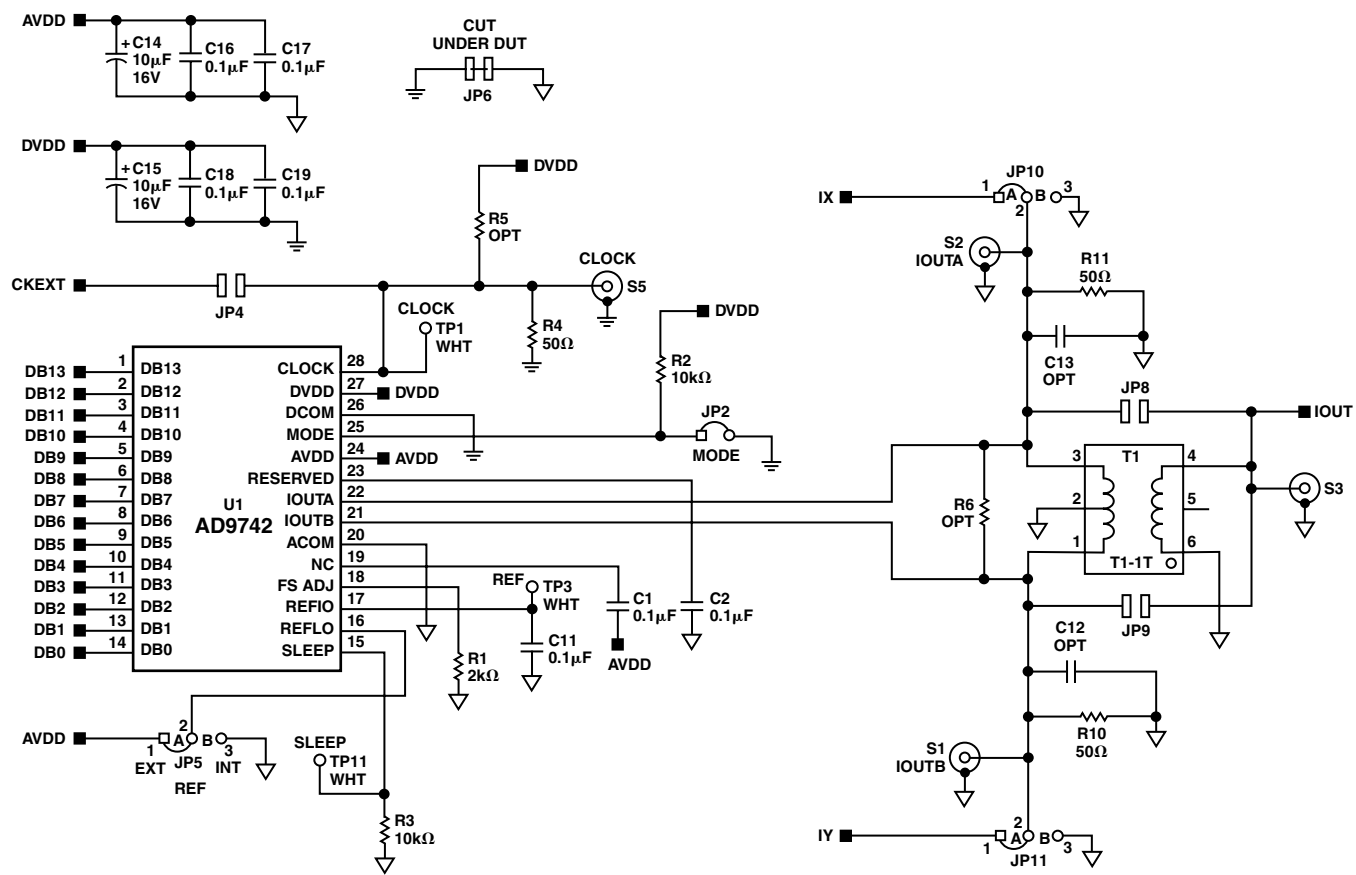 AVDD
+ C14
10µF
16V
C16
0.1µF
C17
0.1µF
CUT
UNDER DUT
JP6
DVDD
+ C15
10µF
16V
C18
0.1µF
C19
0.1µF
DVDD
R5
OPT
CKEXT
JP4
CLOCK
S5
CLOCK
TP1
WHT
R4
50Ω
DVDD
R2
10kΩ
JP2
MODE
DB13 1 DB13
DB12 2 DB12
DB11 3 DB11
DB10 4 DB10
DB9 5 DB9
DB8 6 DB8
DB7 7 DB7
DB6 8 DB6
DB5 9 DB5
DB4 10 DB4
DB3 11 DB3
DB2 12 DB2
DB1 13 DB1
DB0 14 DB0
U1
AD9742
CLOCK 28
DVDD 27 DVDD
DCOM 26
MODE 25
AVDD 24 AVDD
RESERVED 23
IOUTA 22
IOUTB 21
ACOM 20
NC 19
FS ADJ 18
REFIO 17
REFLO 16
SLEEP 15
REF
TP3
WHT
C11
0.1µF
R1
2kΩ
C1
0.1µF
AVDD
C2
0.1µF
AVDD
1 A 2 B 3
EXT JP5 INT
REF
SLEEP
TP11
WHT
R3
10kΩ
JP10
IX
1 A B 3
2
S2
IOUTA
R11
50Ω
C13
OPT
JP8
IOUT
R6
OPT
3 T1 4
2 5
1 6
T1-1T
S3
JP9
C12
OPT
R10
50Ω
S1
IOUTB
IY
2
1 A B 3
JP11